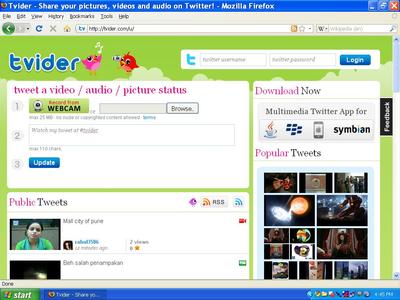 Tvider - Share your pictures, videos and audio on Twitter! - Mozilla Firefox
File Edit View History Bookmarks Tools Help
http://tvider.com/u/
Wikipedia (en)
tvider
twitter username
twitter password
Login
tweet a video / audio / picture status
1
Record from
WEBCAM
or
Browse..
max 25 MB - no nude or copyrighted content allowed - terms
2
Watch my tweet at #tvider
max 110 chars.
3
Update
Download Now
Multimedia Twitter App for
Java
symbian
Feedback
Popular Tweets
Public Tweets
RSS
Mall city of pune
rahul3586
12 minutes ago
2 views
0
Beh salah penampakan
Done
start
Tvider - Share yo...
4:45 PM